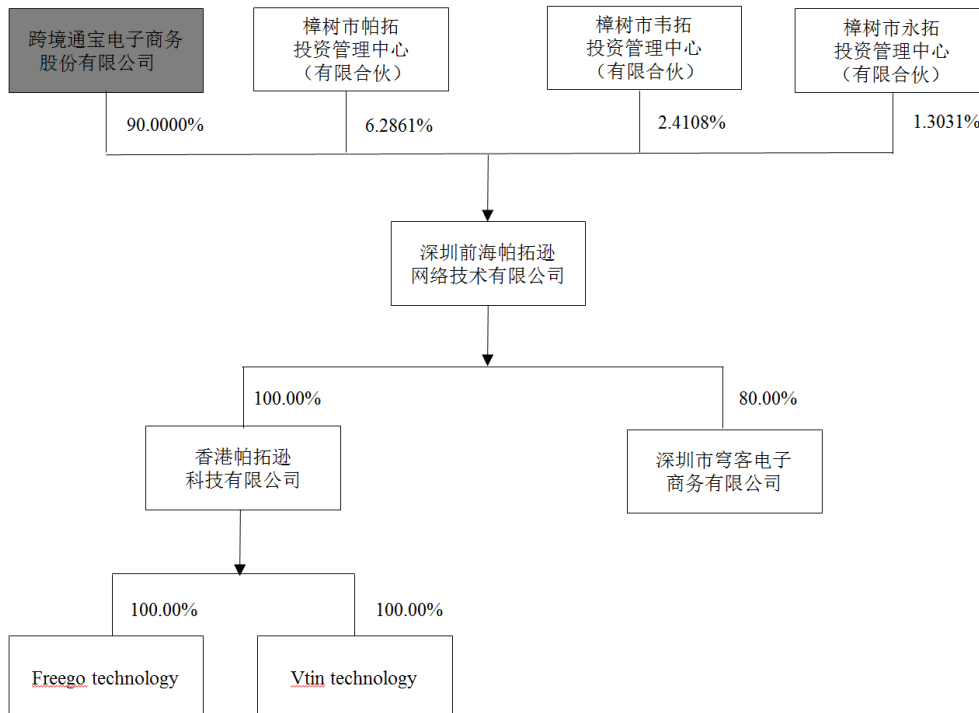 跨境通宝电子商务
股份有限公司
樟树市帕拓
投资管理中心
（有限合伙）
樟树市韦拓
投资管理中心
（有限合伙）
樟树市永拓
投资管理中心
（有限合伙）
90.0000%
6.2861%
2.4108%
1.3031%
深圳前海帕拓逊
网络技术有限公司
100.00%
80.00%
香港帕拓逊
科技有限公司
深圳市穹客电子
商务有限公司
100.00%
100.00%
Freego technology
Vtin technology